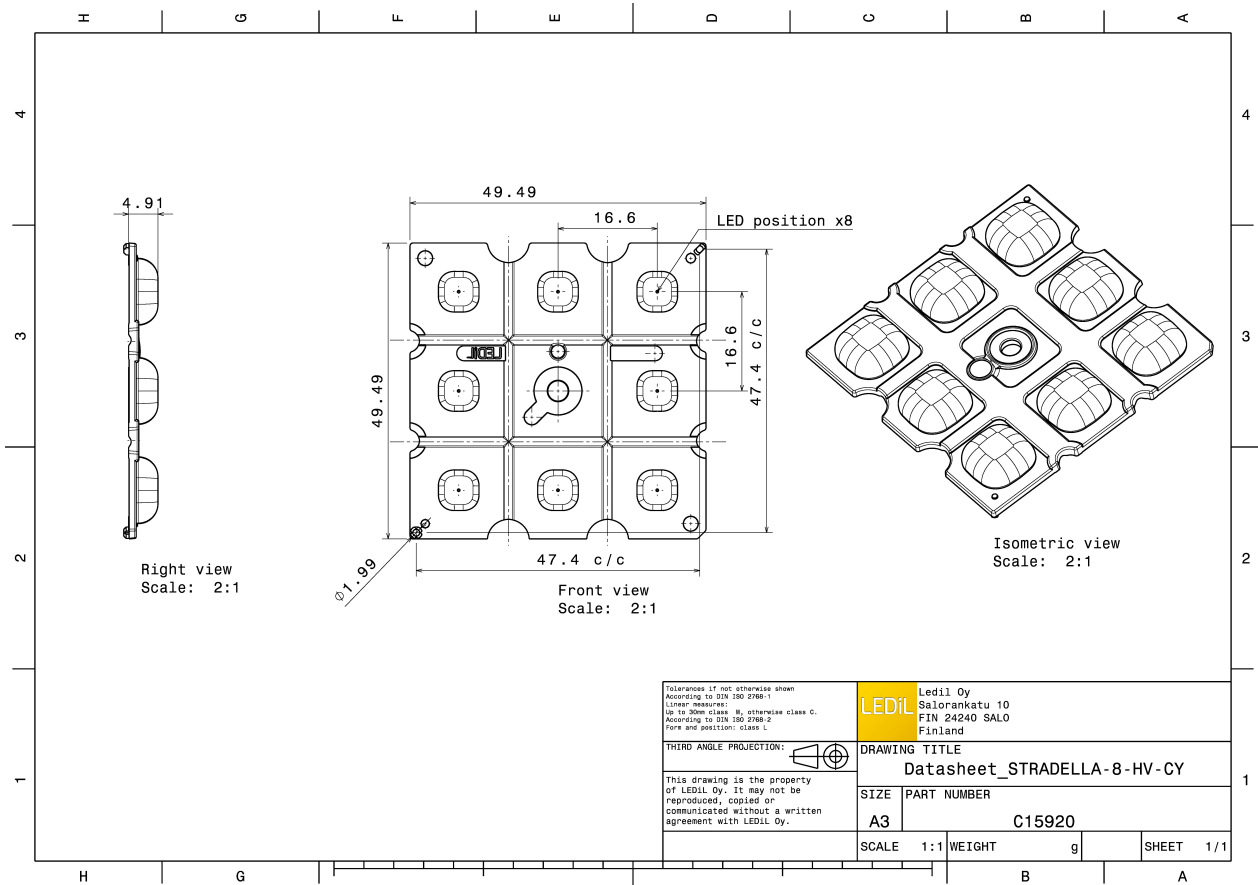 H G F E D C B A
4 4
3 3
2 2
1 1
4.91
49.49
16.6
LED position x8
16.6
47.4 c/c
49.49
LEDiL
47.4 c/c
∅1.99
Right view
Scale: 2:1
Front view
Scale: 2:1
Isometric view
Scale: 2:1
Tolerances if not otherwise shown
According to DIN ISO 2768-1
Linear measures:
Up to 30mm class M, otherwise class C.
According to DIN ISO 2768-2
Form and position: class L
LEDiL
Ledil Oy
Salorankatu 10
FIN 24240 SALO
Finland
THIRD ANGLE PROJECTION:
DRAWING TITLE
Datasheet_STRADELLA-8-HV-CY
This drawing is the property
of LEDiL Oy. It may not be
reproduced, copied or
communicated without a written
agreement with LEDiL Oy.
SIZE PART NUMBER
A3 C15920
SCALE 1:1 WEIGHT g SHEET 1/1
H G B A